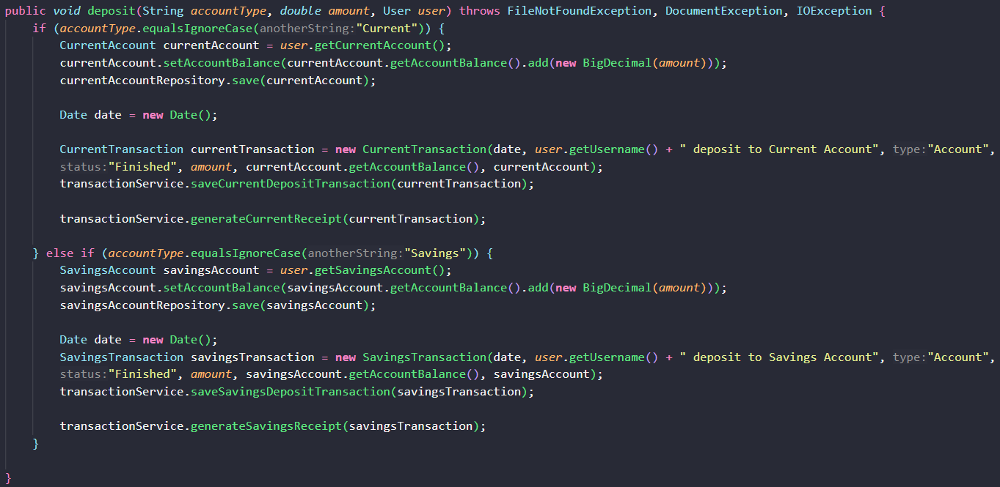 public void deposit(String accountType, double amount, User user) throws FileNotFoundException, DocumentException, IOException {
if (accountType.equalsIgnoreCase(anotherString:"Current")) {
CurrentAccount currentAccount = user.getCurrentAccount();
currentAccount.setAccountBalance(currentAccount.getAccountBalance().add(new BigDecimal(amount)));
currentAccountRepository.save(currentAccount);
Date date = new Date();
CurrentTransaction currentTransaction = new CurrentTransaction(date, user.getUsername() + " deposit to Current Account", type:"Account",
status:"Finished", amount, currentAccount.getAccountBalance(), currentAccount);
transactionService.saveCurrentDepositTransaction(currentTransaction);
transactionService.generateCurrentReceipt(currentTransaction);
} else if (accountType.equalsIgnoreCase(anotherString:"Savings")) {
SavingsAccount savingsAccount = user.getSavingsAccount();
savingsAccount.setAccountBalance(savingsAccount.getAccountBalance().add(new BigDecimal(amount)));
savingsAccountRepository.save(savingsAccount);
Date date = new Date();
SavingsTransaction savingsTransaction = new SavingsTransaction(date, user.getUsername() + " deposit to Savings Account", type:"Account",
status:"Finished", amount, savingsAccount.getAccountBalance(), savingsAccount);
transactionService.saveSavingsDepositTransaction(savingsTransaction);
transactionService.generateSavingsReceipt(savingsTransaction);
}
}